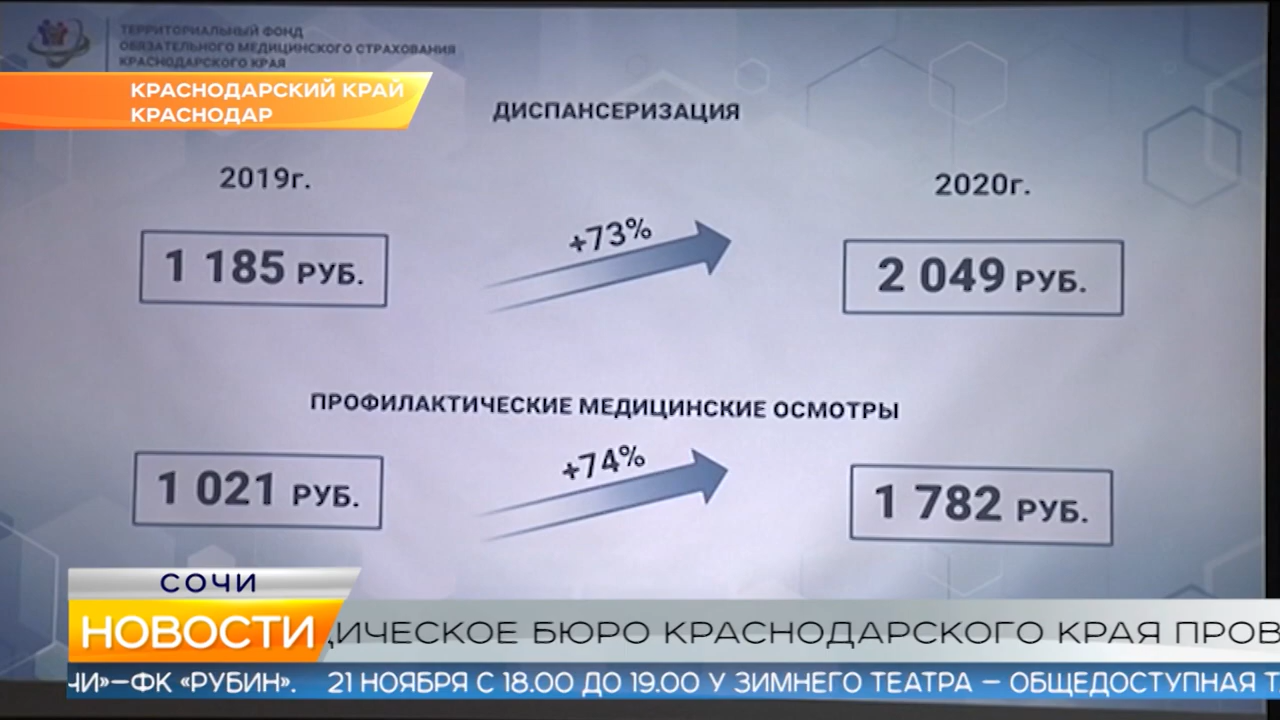 ТЕРРИТОРИАЛЬНЫЙ ФОНД
ОБЯЗАТЕЛЬНОГО МЕДИЦИНСКОГО СТРАХОВАНИЯ
КРАСНОДАРСКОГО КРАЯ
КРАСНОДАРСКИЙ КРАЙ
КРАСНОДАР
ДИСПАНСЕРИЗАЦИЯ
2019г.
2020г.
1 185 РУБ.
+73%
2 049 РУБ.
ПРОФИЛАКТИЧЕСКИЕ МЕДИЦИНСКИЕ ОСМОТРЫ
1 021 РУБ.
+74%
1 782 РУБ.
СОЧИ
НОВОСТИ
ДИЧЕСКОЕ БЮРО КРАСНОДАРСКОГО КРАЯ ПРОВ
ЧИ»—ФК «РУБИН». 21 НОЯБРЯ С 18.00 ДО 19.00 У ЗИМНЕГО ТЕАТРА — ОБЩЕДОСТУПНАЯ Т